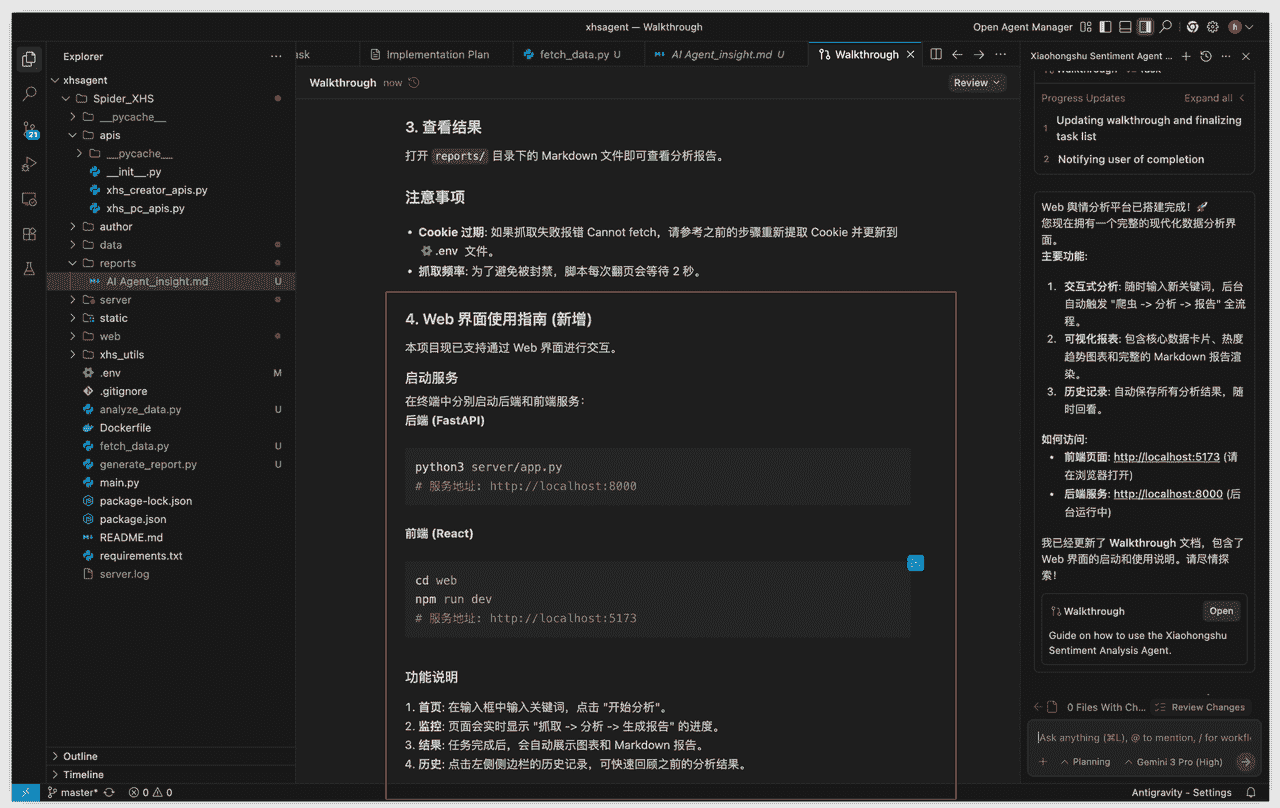 xhsagent — Walkthrough
Open Agent Manager
Explorer
xhsagent
Spider_XHS
__pycache__
apis
__pycache__
__init__.py
xhs_creator_apis.py
xhs_pc_apis.py
author
data
reports
AI Agent_insight.md U
server
static
web
xhs_utils
.env M
.gitignore
analyze_data.py U
Dockerfile
fetch_data.py U
generate_report.py U
main.py
package-lock.json
package.json
README.md
requirements.txt
server.log
Outline
Timeline
21
ısk
Implementation Plan
fetch_data.py U
AI Agent_insight.md U
Walkthrough
Walkthrough now
Review
3. 查看结果
打开 reports/ 目录下的 Markdown 文件即可查看分析报告。
注意事项
• Cookie 过期: 如果抓取失败报错 Cannot fetch，请参考之前的步骤重新提取 Cookie 并更新到
.env 文件。
• 抓取频率: 为了避免被封禁，脚本每次翻页会等待 2 秒。
4. Web 界面使用指南 (新增)
本项目现已支持通过 Web 界面进行交互。
启动服务
在终端中分别启动后端和前端服务：
后端 (FastAPI)
python3 server/app.py
# 服务地址: http://localhost:8000
前端 (React)
cd web
npm run dev
# 服务地址: http://localhost:5173
功能说明
1. 首页: 在输入框中输入关键词，点击 "开始分析"。
2. 监控: 页面会实时显示 "抓取 -> 分析 -> 生成报告" 的进度。
3. 结果: 任务完成后，会自动展示图表和 Markdown 报告。
4. 历史: 点击左侧侧边栏的历史记录，可快速回顾之前的分析结果。
Xiaohongshu Sentiment Agent ...
Progress Updates
Expand all
1 Updating walkthrough and finalizing
task list
2 Notifying user of completion
Web 舆情分析平台已搭建完成！🚀
您现在拥有一个完整的现代化数据分析界
面。
主要功能:
1. 交互式分析: 随时输入新关键词，后台
自动触发 "爬虫 -> 分析 -> 报告" 全流
程。
2. 可视化报表: 包含核心数据卡片、热度
趋势图表和完整的 Markdown 报告渲
染。
3. 历史记录: 自动保存所有分析结果，随
时回看。
如何访问:
• 前端页面: http://localhost:5173 (请
在浏览器打开)
• 后端服务: http://localhost:8000 (后
台运行中)
我已经更新了 Walkthrough 文档，包含了
Web 界面的启动和使用说明。请尽情探
索！
Walkthrough
Open
Guide on how to use the Xiaohongshu
Sentiment Analysis Agent.
0 Files With Ch...
Review Changes
Ask anything (⌘L), @ to mention, / for workfl
Planning
Gemini 3 Pro (High)
master*
0 0
Antigravity - Settings